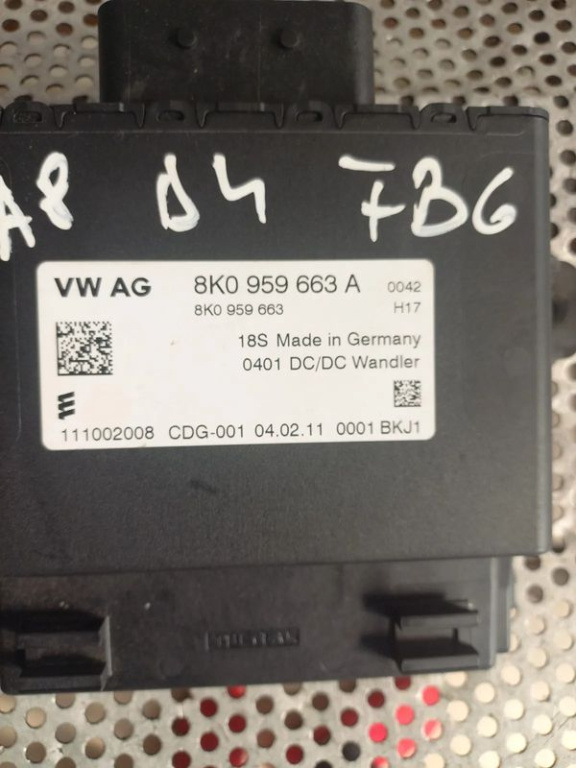 A8 D4 FBG
VW AG 8K0 959 663 A 0042
8K0 959 663 H17
18S Made in Germany
0401 DC/DC Wandler
111002008 CDG-001 04.02.11 0001 BKJ1